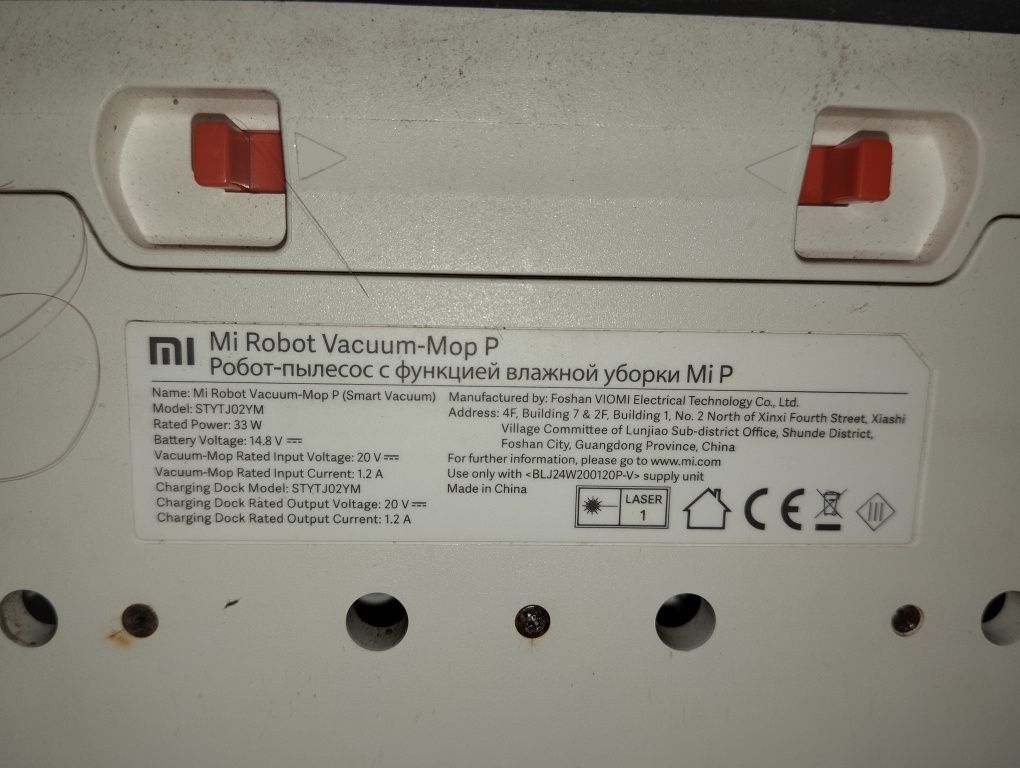 mi
Mi Robot Vacuum-Mop P
Робот-пылесос с функцией влажной уборки Mi P
Name: Mi Robot Vacuum-Mop P (Smart Vacuum)
Model: STYTJ02YM
Rated Power: 33 W
Battery Voltage: 14.8 V ⎓
Vacuum-Mop Rated Input Voltage: 20 V ⎓
Vacuum-Mop Rated Input Current: 1.2 A
Charging Dock Model: STYTJ02YM
Charging Dock Rated Output Voltage: 20 V ⎓
Charging Dock Rated Output Current: 1.2 A
Manufactured by: Foshan VIOMI Electrical Technology Co., Ltd.
Address: 4F, Building 7 & 2F, Building 1, No. 2 North of Xinxi Fourth Street, Xiashi
Village Committee of Lunjiao Sub-district Office, Shunde District,
Foshan City, Guangdong Province, China
For further information, please go to www.mi.com
Use only with <BLJ24W200120P-V> supply unit
Made in China
LASER
1
CE